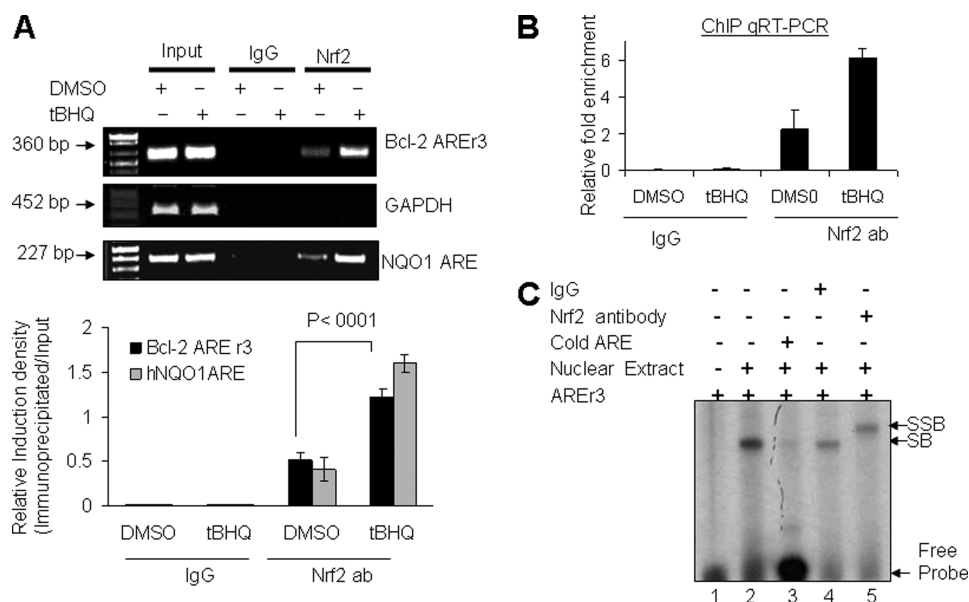 A
Input IgG Nrf2
DMSO + - + - + -
tBHQ - + - + - +
360 bp Bcl-2 AREr3
452 bp GAPDH
227 bp NQO1 ARE
Relative Induction density
(Immunoprecipitated/Input
2
1.5
1
0.5
0
P< 0001
Bcl-2 ARE r3
hNQO1ARE
DMSO tBHQ DMSO tBHQ
IgG Nrf2 ab
B
ChIP qRT-PCR
Relative fold enrichment
6
4
2
0
DMSO tBHQ DMS0 tBHQ
IgG Nrf2 ab
C
IgG - - - + -
Nrf2 antibody - - - - +
Cold ARE - - + - -
Nuclear Extract - + + + +
AREr3 + + + + +
SSB
SB
Free
Probe
1 2 3 4 5